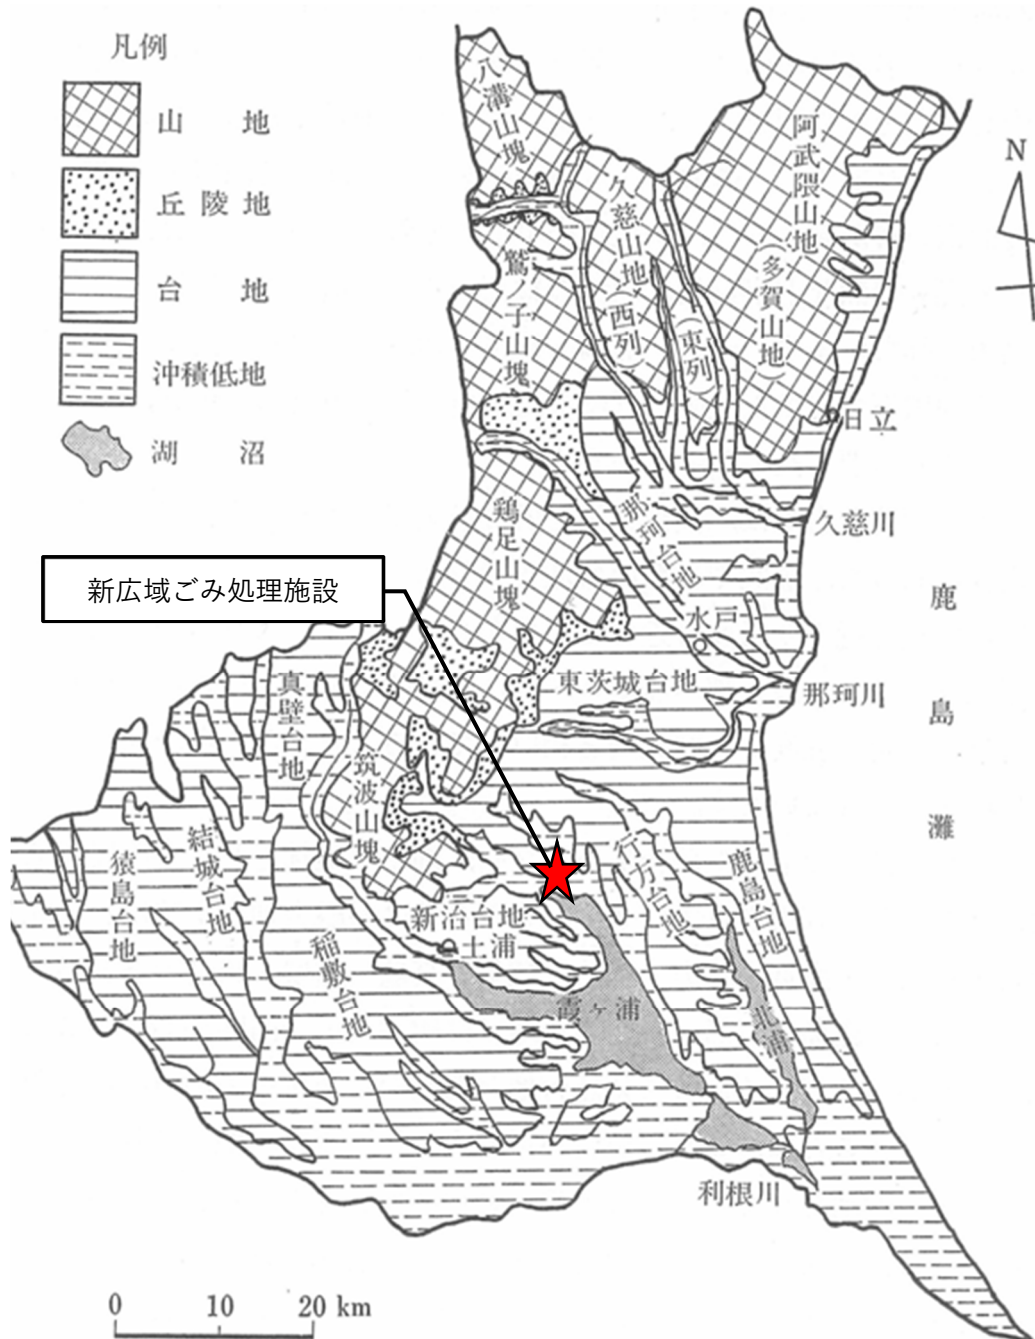 凡例
山地
丘陵地
台地
沖積低地
湖沼
N
八溝山塊
久慈山地
(西列)
(東列)
阿武隈山地
(多賀山地)
鷲ノ子山塊
日立
久慈川
那珂台地
鶏足山塊
新広域ごみ処理施設
水戸
東茨城台地
那珂川
鹿島灘
真壁台地
筑波山塊
結城台地
猿島台地
行方台地
鹿島台地
新治台地
土浦
稲敷台地
霞ヶ浦
北浦
利根川
0 10 20 km